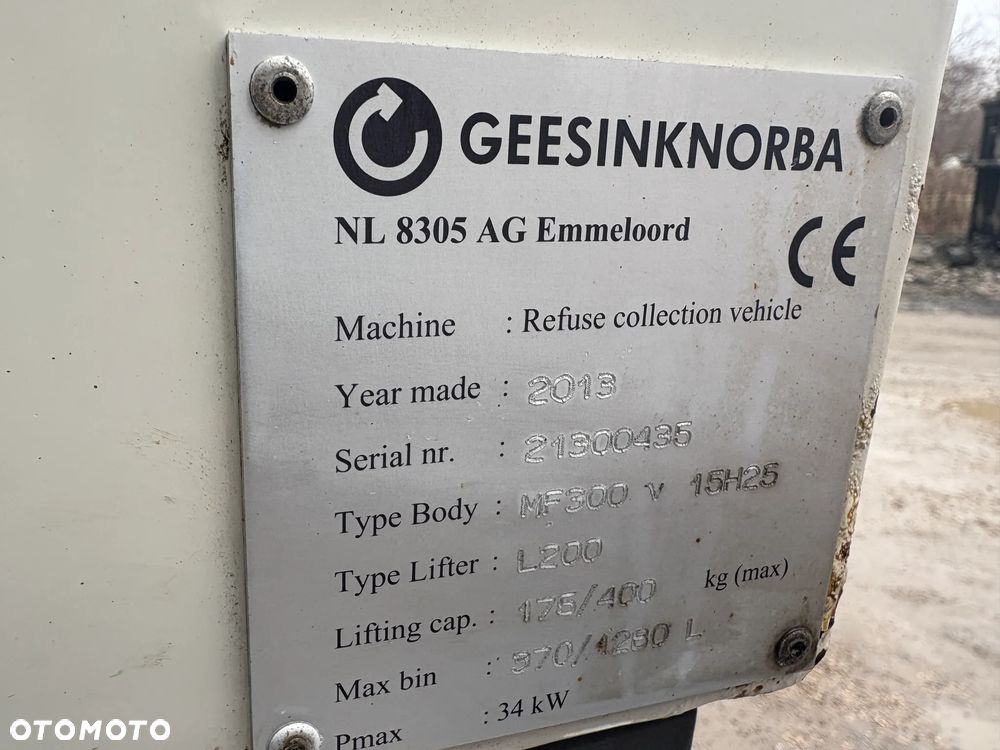 GEESINKNORBA
NL 8305 AG Emmeloord
CE
Machine : Refuse collection vehicle
Year made : 2013
Serial nr. : 21300435
Type Body : MF300 V 15H25
Type Lifter : L200
Lifting cap. : 175/400 kg (max)
Max bin : 370/1280 L
Pmax : 34 kW
OTOMOTO